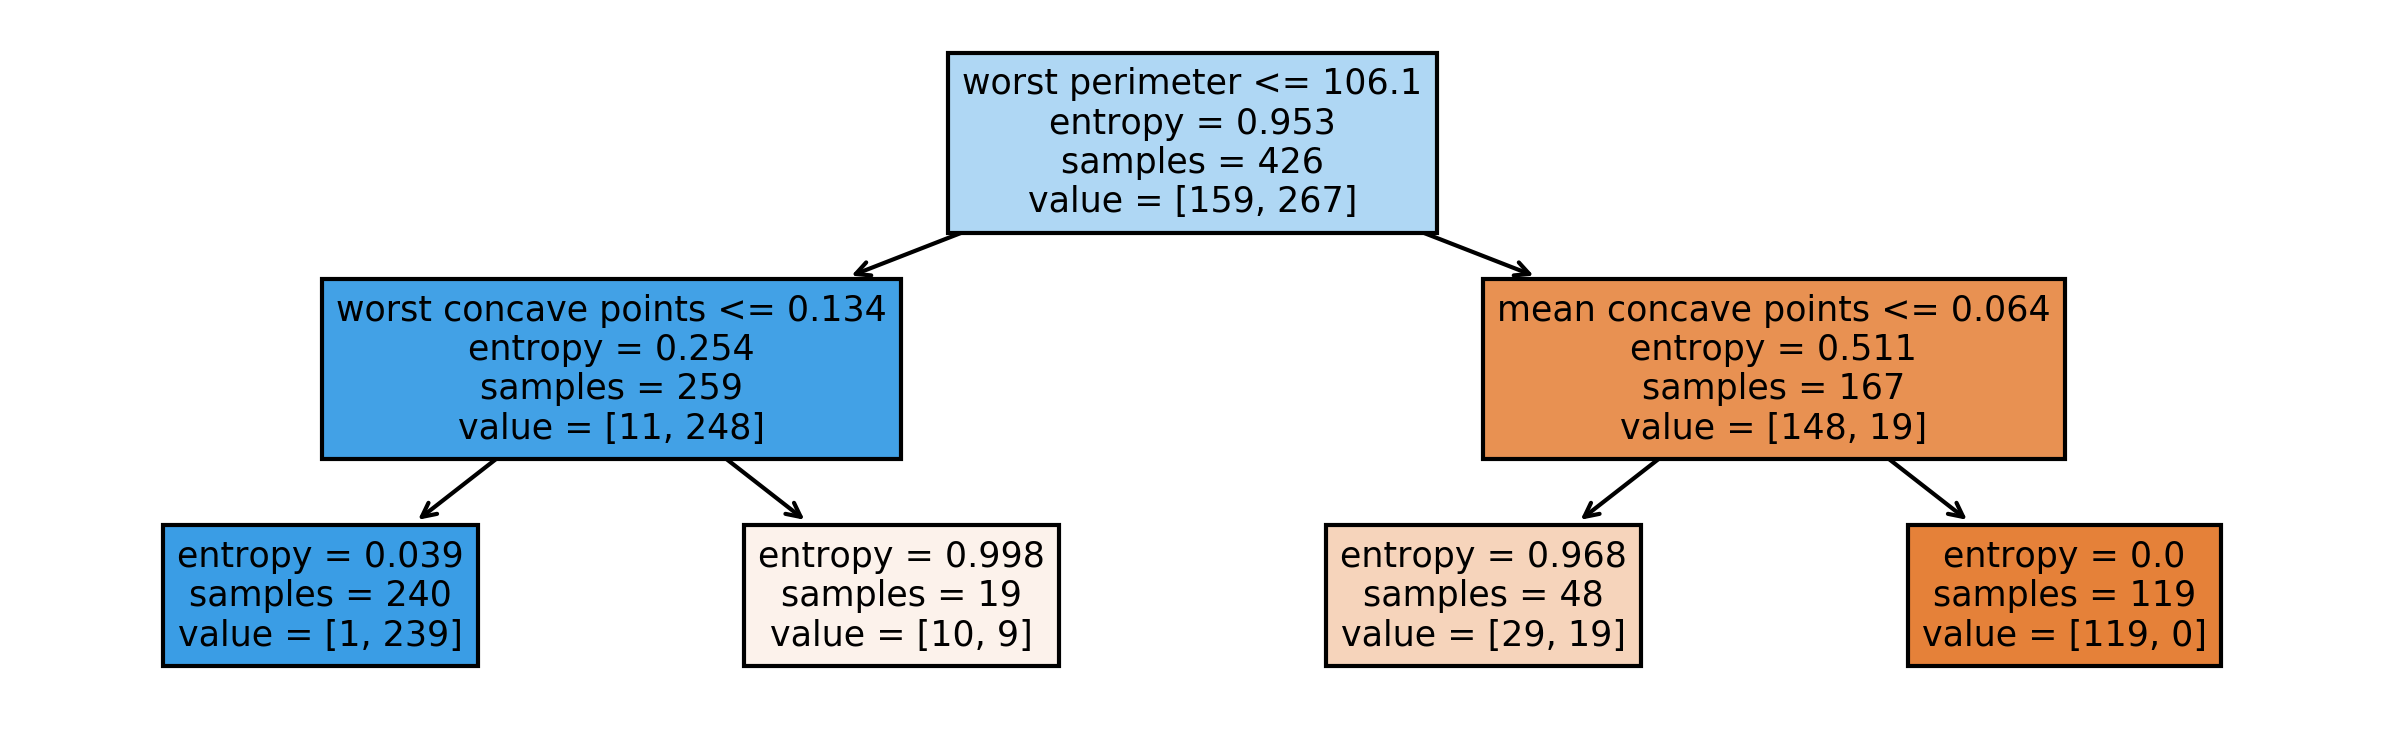 worst perimeter <= 106.1
entropy = 0.953
samples = 426
value = [159, 267]
worst concave points <= 0.134
entropy = 0.254
samples = 259
value = [11, 248]
mean concave points <= 0.064
entropy = 0.511
samples = 167
value = [148, 19]
entropy = 0.039
samples = 240
value = [1, 239]
entropy = 0.998
samples = 19
value = [10, 9]
entropy = 0.968
samples = 48
value = [29, 19]
entropy = 0.0
samples = 119
value = [119, 0]